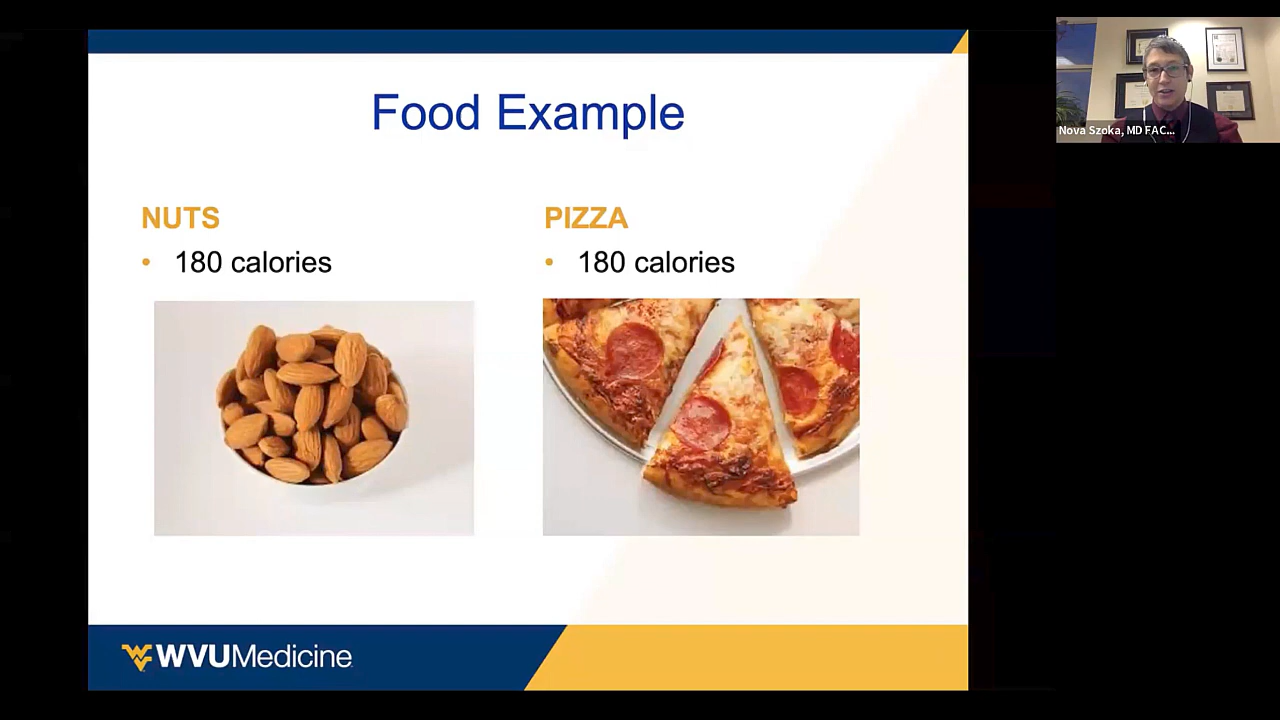 Food Example
NUTS
• 180 calories
PIZZA
• 180 calories
WVUMedicine
Nova Szoka, MD FAC...